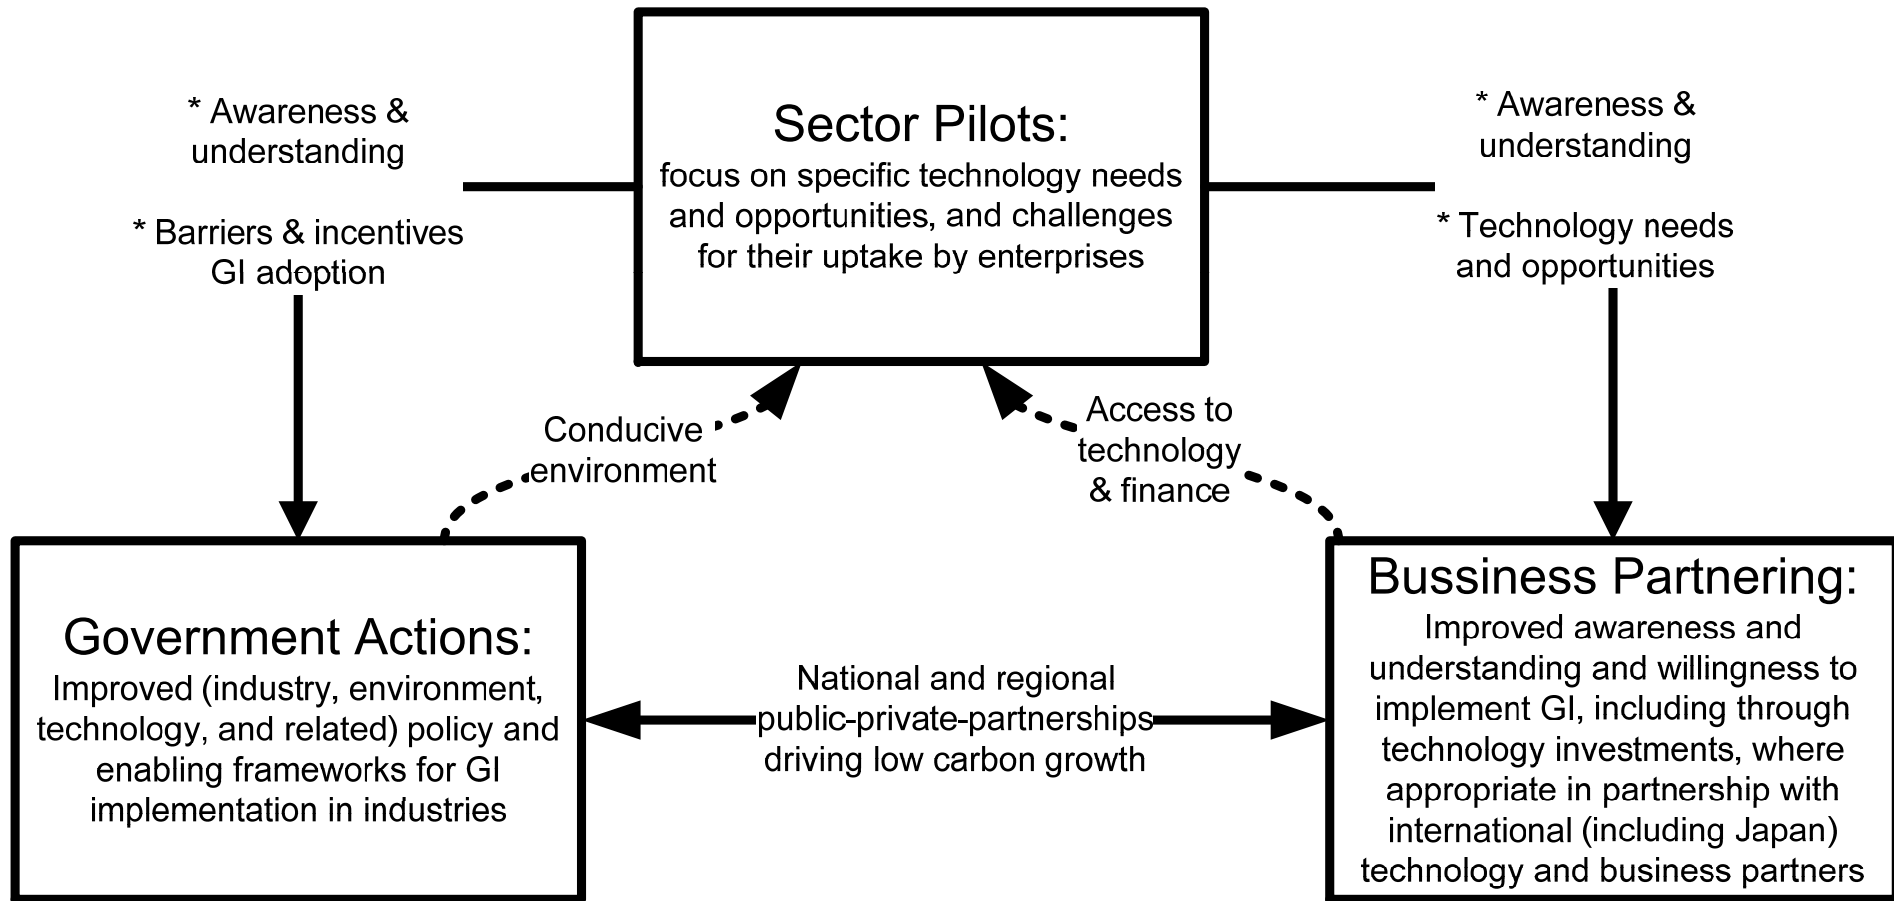 Sector Pilots:
focus on specific technology needs
and opportunities, and challenges
for their uptake by enterprises
* Awareness &
understanding
* Barriers & incentives
GI adoption
* Awareness &
understanding
* Technology needs
and opportunities
Conducive
environment
Access to
technology
& finance
Government Actions:
Improved (industry, environment,
technology, and related) policy and
enabling frameworks for GI
implementation in industries
National and regional
public-private-partnerships
driving low carbon growth
Bussiness Partnering:
Improved awareness and
understanding and willingness to
implement GI, including through
technology investments, where
appropriate in partnership with
international (including Japan)
technology and business partners